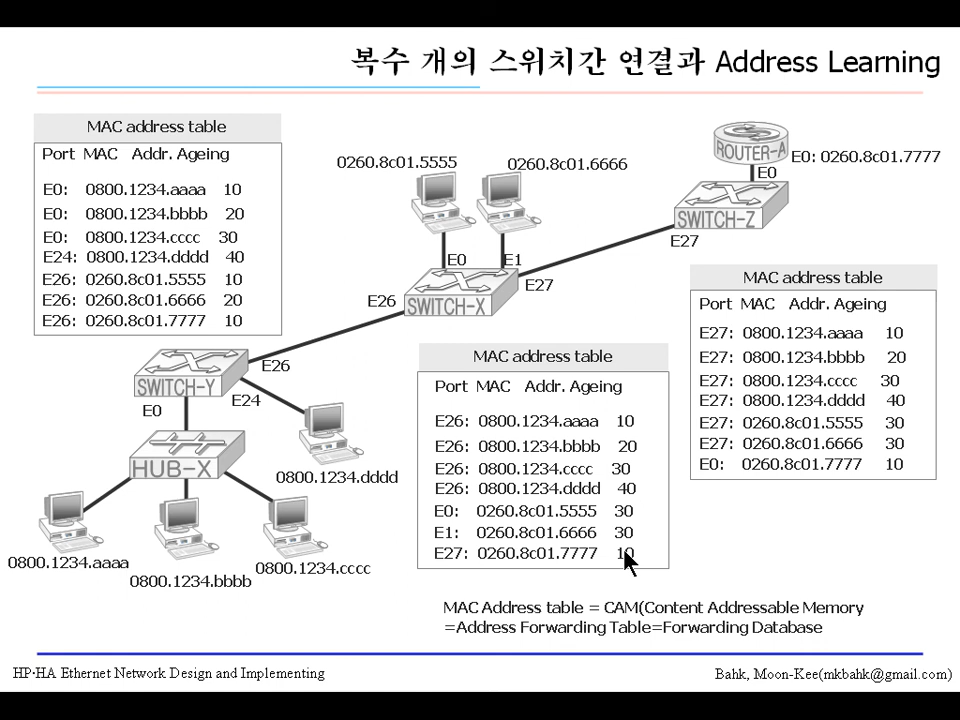 복수 개의 스위치간 연결과 Address Learning
MAC address table
Port MAC Addr. Ageing
E0: 0800.1234.aaaa 10
E0: 0800.1234.bbbb 20
E0: 0800.1234.cccc 30
E24: 0800.1234.dddd 40
E26: 0260.8c01.5555 10
E26: 0260.8c01.6666 20
E26: 0260.8c01.7777 10
0260.8c01.5555
0260.8c01.6666
ROUTER-A
E0: 0260.8c01.7777
E0
SWITCH-Z
E27
E0
E1
E27
E26
SWITCH-X
MAC address table
Port MAC Addr. Ageing
E27: 0800.1234.aaaa 10
E27: 0800.1234.bbbb 20
E27: 0800.1234.cccc 30
E27: 0800.1234.dddd 40
E27: 0260.8c01.5555 30
E27: 0260.8c01.6666 30
E0: 0260.8c01.7777 10
E26
SWITCH-Y
E24
E0
HUB-X
0800.1234.dddd
0800.1234.aaaa
0800.1234.bbbb
0800.1234.cccc
MAC address table
Port MAC Addr. Ageing
E26: 0800.1234.aaaa 10
E26: 0800.1234.bbbb 20
E26: 0800.1234.cccc 30
E26: 0800.1234.dddd 40
E0: 0260.8c01.5555 30
E1: 0260.8c01.6666 30
E27: 0260.8c01.7777 10
MAC Address table = CAM(Content Addressable Memory
=Address Forwarding Table=Forwarding Database
HP·HA Ethernet Network Design and Implementing
Bahk, Moon-Kee(mkbahk@gmail.com)